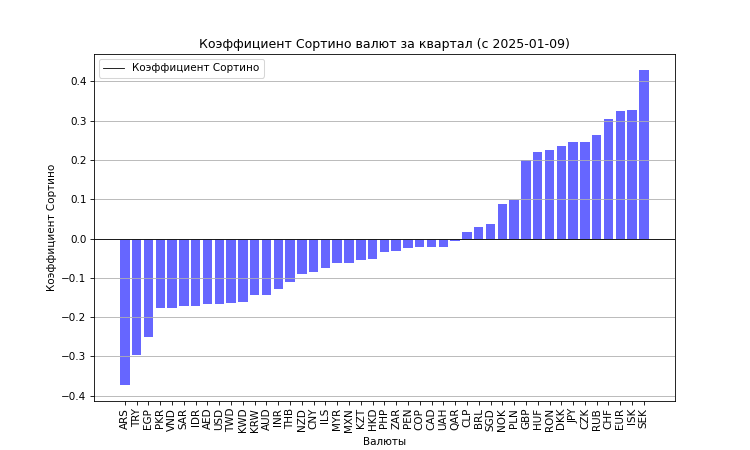 Коэффициент Сортино валют за квартал (с 2025-01-09)
Коэффициент Сортино
Коэффициент Сортино
0.4
0.3
0.2
0.1
0.0
−0.1
−0.2
−0.3
−0.4
ARS TRY EGP PKR VND SAR IDR AED USD TWD KWD KRW AUD INR THB NZD CNY ILS MYR MXN KZT HKD PHP ZAR PEN COP CAD UAH QAR CLP BRL SGD NOK PLN GBP HUF RON DKK JPY CZK RUB CHF EUR ISK SEK
Валюты